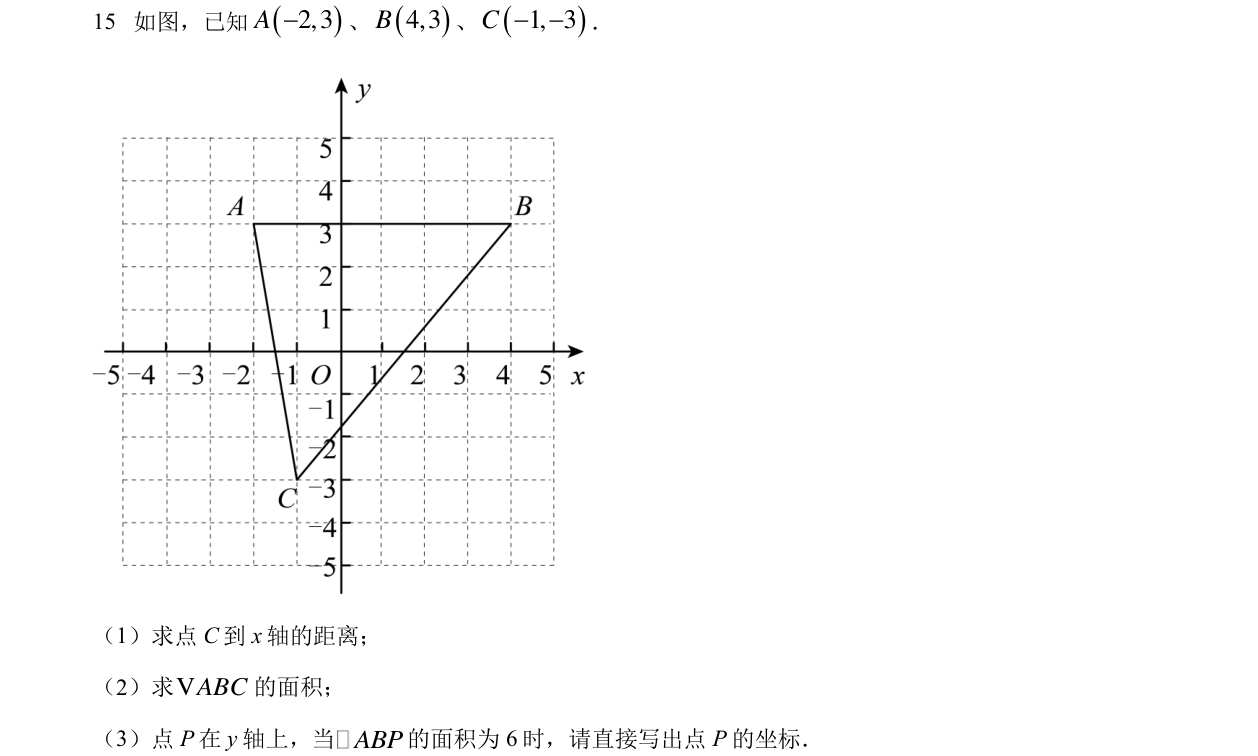 15 如图，已知 A(−2,3)、B(4,3)、C(−1,−3)．
y
5
4
A
B
3
2
1
−5 −4 −3 −2 −1 O 1 2 3 4 5 x
−1
−2
C
−3
−4
−5
（1）求点 C 到 x 轴的距离；
（2）求VABC 的面积；
（3）点 P 在 y 轴上，当□ ABP 的面积为 6 时，请直接写出点 P 的坐标．